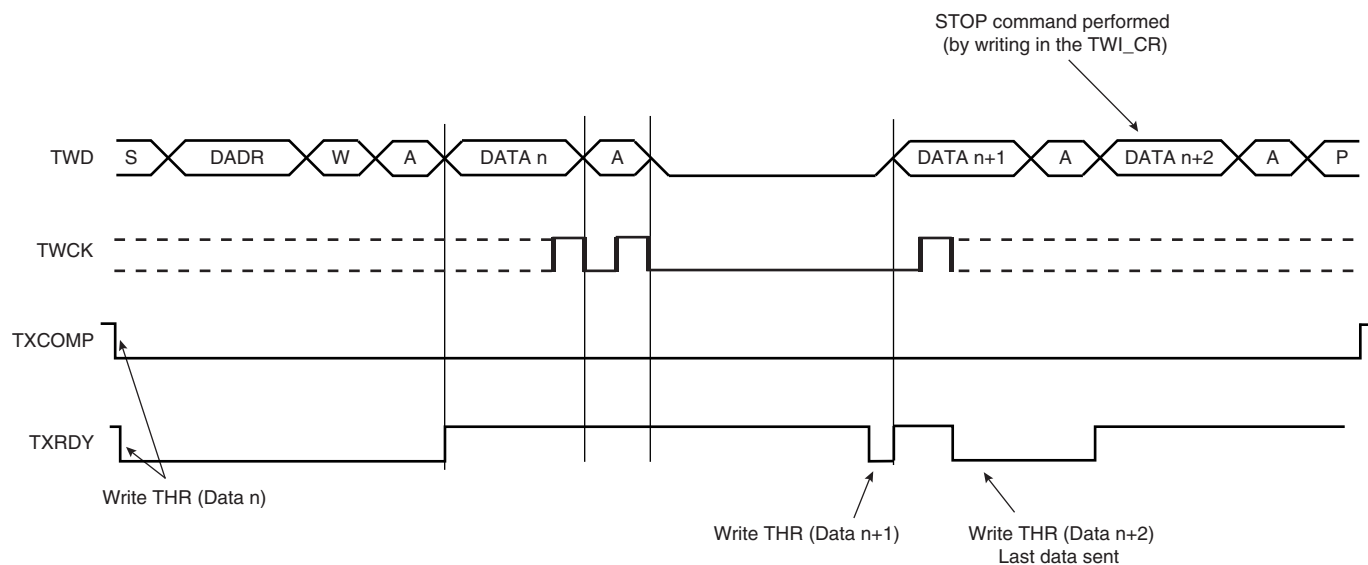 STOP command performed
(by writing in the TWI_CR)
TWD S DADR W A DATA n A DATA n+1 A DATA n+2 A P
TWCK
TXCOMP
TXRDY
Write THR (Data n)
Write THR (Data n+1) Write THR (Data n+2)
Last data sent